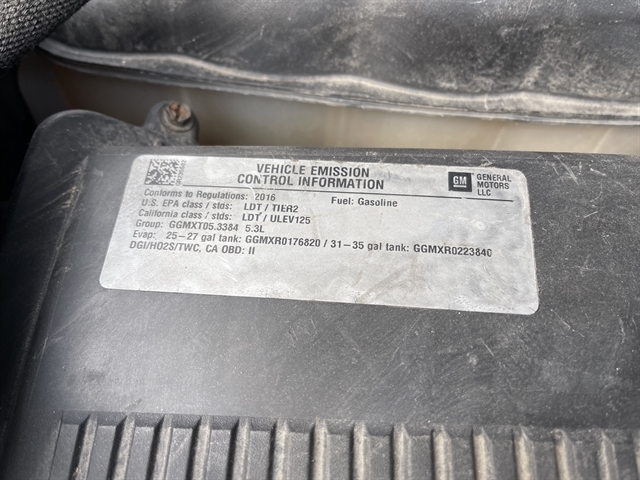 VEHICLE EMISSION
CONTROL INFORMATION
GM GENERAL
MOTORS
LLC
Conforms to Regulations: 2016 Fuel: Gasoline
U.S. EPA class / stds: LDT / TIER2
California class / stds: LDT / ULEV125
Group: GGMXT05.3384 5.3L
Evap: 25-27 gal tank: GGMXR0176820 / 31-35 gal tank: GGMXR0223840
DGI/HO2S/TWC, CA OBD: II